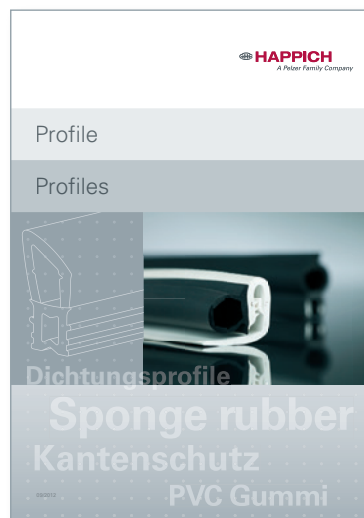 HAPPICH
A Pelzer Family Company
Profile
Profiles
Dichtungsprofile
Sponge rubber
Kantenschutz
PVC Gummi